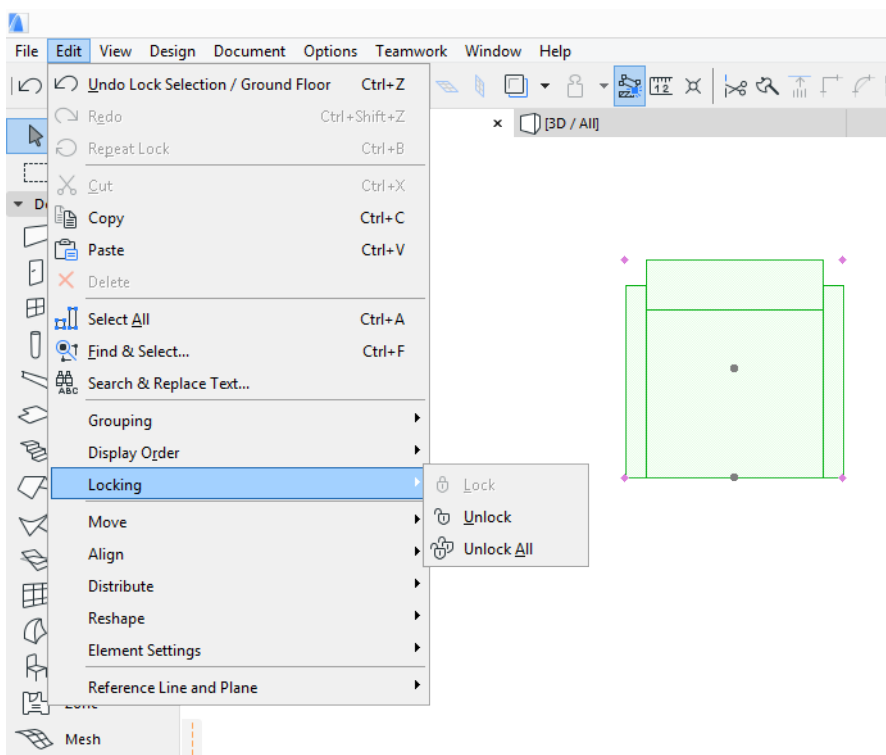 File Edit View Design Document Options Teamwork Window Help
Undo Lock Selection / Ground Floor Ctrl+Z
Redo Ctrl+Shift+Z
Repeat Lock Ctrl+B
Cut Ctrl+X
Copy Ctrl+C
Paste Ctrl+V
Delete
Select All Ctrl+A
Find & Select... Ctrl+F
ABC Search & Replace Text...
Grouping
Display Order
Locking
Lock
Unlock
Unlock All
Move
Align
Distribute
Reshape
Element Settings
Reference Line and Plane
Mesh
12
[3D / All]